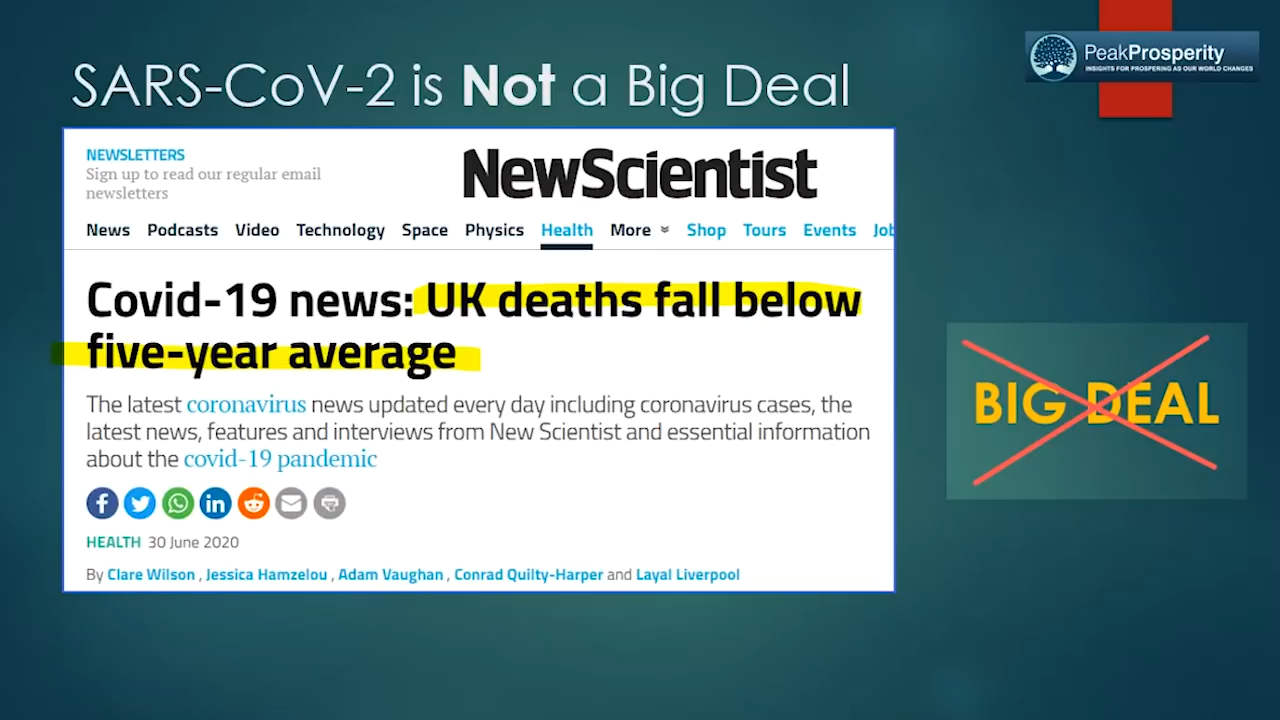 PeakProsperity
INSIGHTS FOR PROSPERING AS OUR WORLD CHANGES
SARS-CoV-2 is Not a Big Deal
NEWSLETTERS
Sign up to read our regular email
newsletters
NewScientist
News Podcasts Video Technology Space Physics Health More Shop Tours Events Job
Covid-19 news: UK deaths fall below
five-year average
The latest coronavirus news updated every day including coronavirus cases, the
latest news, features and interviews from New Scientist and essential information
about the covid-19 pandemic
HEALTH 30 June 2020
By Clare Wilson , Jessica Hamzelou , Adam Vaughan , Conrad Quilty-Harper and Layal Liverpool
BIG DEAL